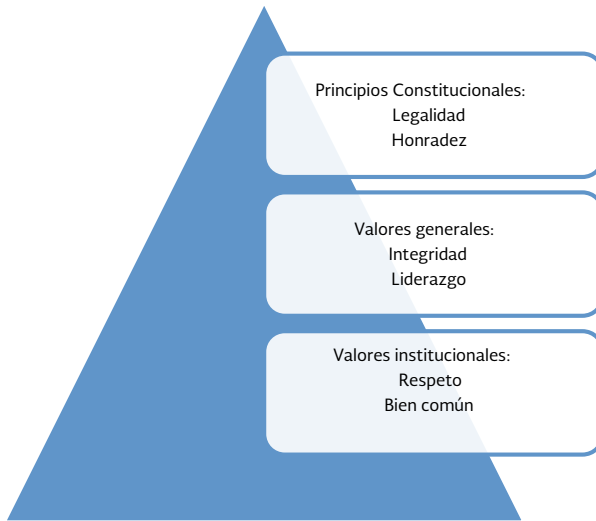 Principios Constitucionales:
Legalidad
Honradez
Valores generales:
Integridad
Liderazgo
Valores institucionales:
Respeto
Bien común